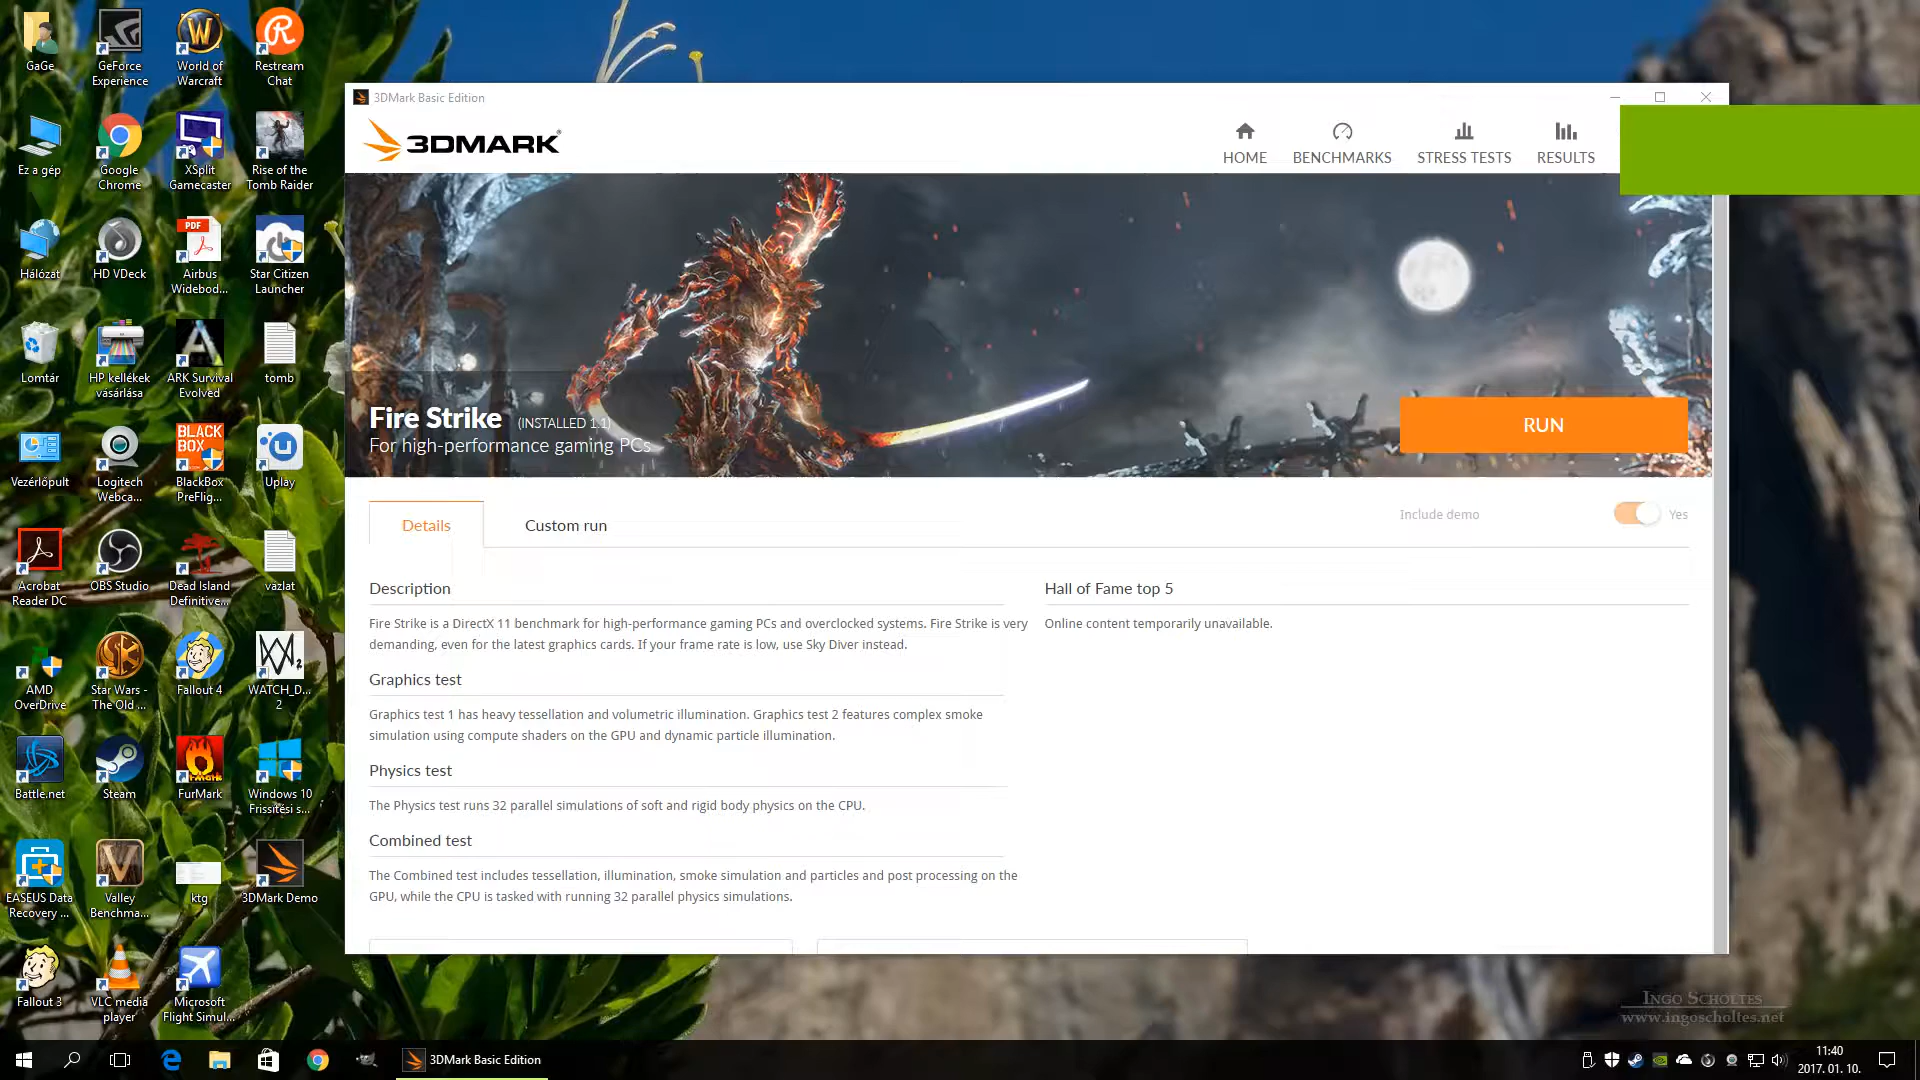 GaGe
GeForce
Experience
World of
Warcraft
Restream
Chat
Ez a gép
Google
Chrome
XSplit
Gamecaster
Rise of the
Tomb Raider
Hálózat
HD VDeck
PDF
Airbus
Widebod...
Star Citizen
Launcher
Lomtár
HP kellékek
vásárlása
ARK Survival
Evolved
tomb
Vezérlőpult
Logitech
Webca...
BLACK
BOX
BlackBox
PreFlig...
Uplay
Acrobat
Reader DC
OBS Studio
Dead Island
Definitive...
vazlat
AMD
OverDrive
Star Wars -
The Old ...
Fallout 4
WATCH_D...
2
Battle.net
Steam
FurMark
Windows 10
Frissítési s...
EASEUS Data
Recovery ...
Valley
Benchma...
ktg
3DMark Demo
Fallout 3
VLC media
player
Microsoft
Flight Simul...
3DMark Basic Edition
3DMARK
HOME
BENCHMARKS
STRESS TESTS
RESULTS
Fire Strike (INSTALLED 1.1)
For high-performance gaming PCs
RUN
Details
Custom run
Include demo
Yes
Description
Fire Strike is a DirectX 11 benchmark for high-performance gaming PCs and overclocked systems. Fire Strike is very
demanding, even for the latest graphics cards. If your frame rate is low, use Sky Diver instead.
Graphics test
Graphics test 1 has heavy tessellation and volumetric illumination. Graphics test 2 features complex smoke
simulation using compute shaders on the GPU and dynamic particle illumination.
Physics test
The Physics test runs 32 parallel simulations of soft and rigid body physics on the CPU.
Combined test
The Combined test includes tessellation, illumination, smoke simulation and particles and post processing on the
GPU, while the CPU is tasked with running 32 parallel physics simulations.
Hall of Fame top 5
Online content temporarily unavailable.
Ingo Scholtes
www.ingoscholtes.net
3DMark Basic Edition
11:40
2017. 01. 10.